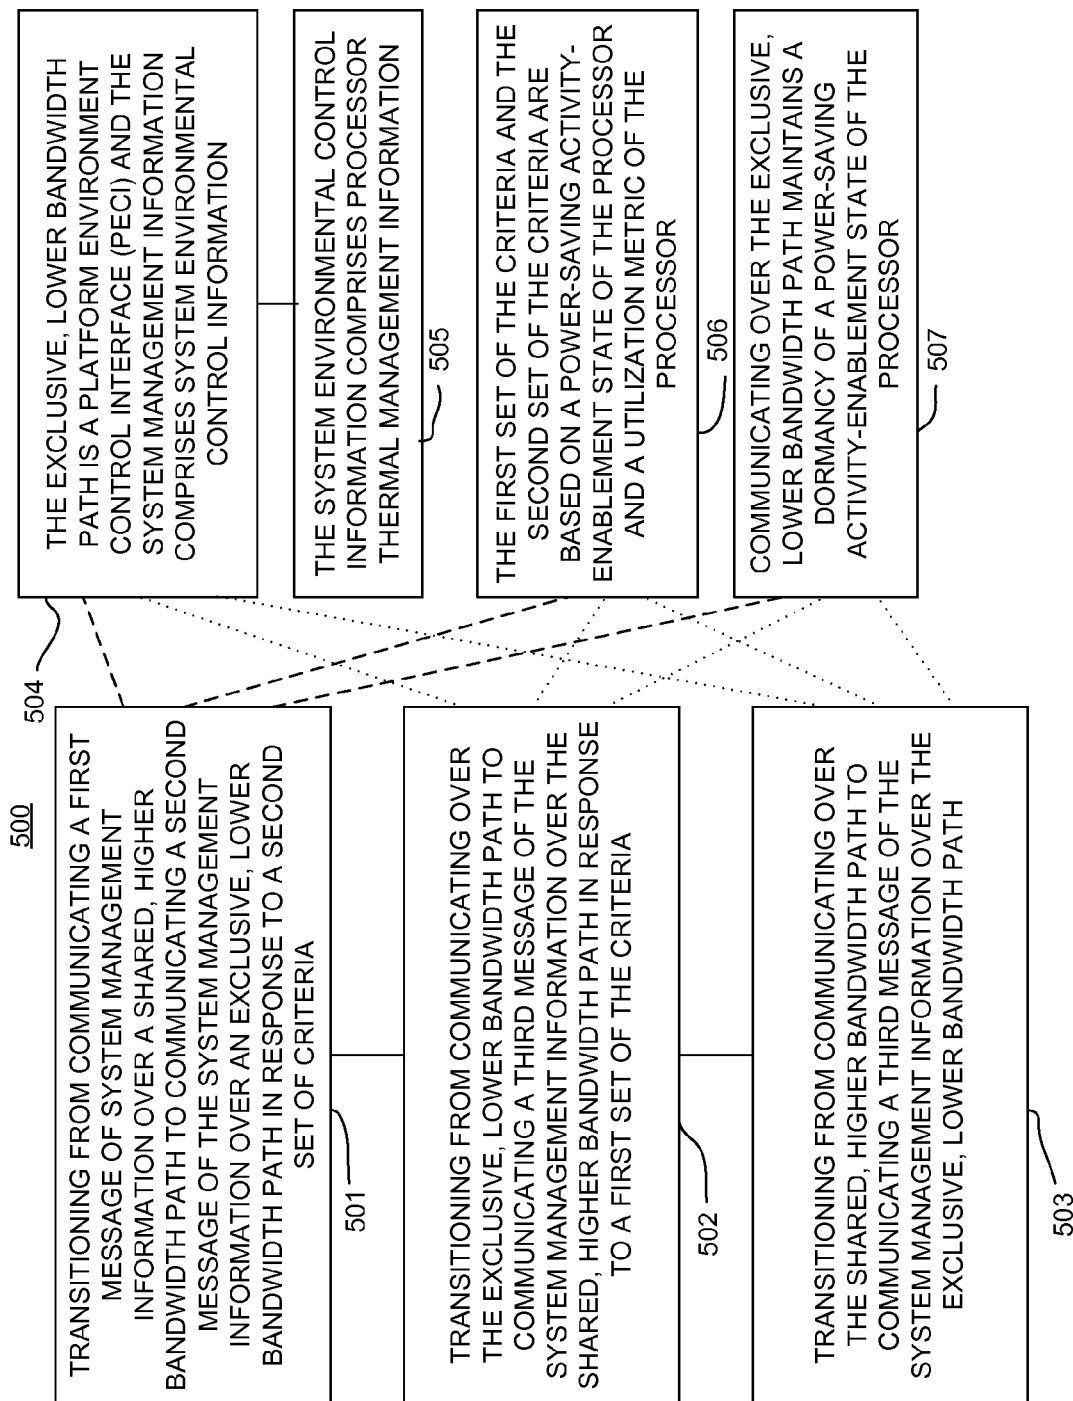 500
TRANSITIONING FROM COMMUNICATING A FIRST
MESSAGE OF SYSTEM MANAGEMENT
INFORMATION OVER A SHARED, HIGHER
BANDWIDTH PATH TO COMMUNICATING A SECOND
MESSAGE OF THE SYSTEM MANAGEMENT
INFORMATION OVER AN EXCLUSIVE, LOWER
BANDWIDTH PATH IN RESPONSE TO A SECOND
SET OF CRITERIA
501
TRANSITIONING FROM COMMUNICATING OVER
THE EXCLUSIVE, LOWER BANDWIDTH PATH TO
COMMUNICATING A THIRD MESSAGE OF THE
SYSTEM MANAGEMENT INFORMATION OVER THE
SHARED, HIGHER BANDWIDTH PATH IN RESPONSE
TO A FIRST SET OF THE CRITERIA
502
TRANSITIONING FROM COMMUNICATING OVER
THE SHARED, HIGHER BANDWIDTH PATH TO
COMMUNICATING A THIRD MESSAGE OF THE
SYSTEM MANAGEMENT INFORMATION OVER THE
EXCLUSIVE, LOWER BANDWIDTH PATH
503
504
THE EXCLUSIVE, LOWER BANDWIDTH
PATH IS A PLATFORM ENVIRONMENT
CONTROL INTERFACE (PECI) AND THE
SYSTEM MANAGEMENT INFORMATION
COMPRISES SYSTEM ENVIRONMENTAL
CONTROL INFORMATION
THE SYSTEM ENVIRONMENTAL CONTROL
INFORMATION COMPRISES PROCESSOR
THERMAL MANAGEMENT INFORMATION
505
THE FIRST SET OF THE CRITERIA AND THE
SECOND SET OF THE CRITERIA ARE
BASED ON A POWER-SAVING ACTIVITY-
ENABLEMENT STATE OF THE PROCESSOR
AND A UTILIZATION METRIC OF THE
PROCESSOR
506
COMMUNICATING OVER THE EXCLUSIVE,
LOWER BANDWIDTH PATH MAINTAINS A
DORMANCY OF A POWER-SAVING
ACTIVITY-ENABLEMENT STATE OF THE
PROCESSOR
507